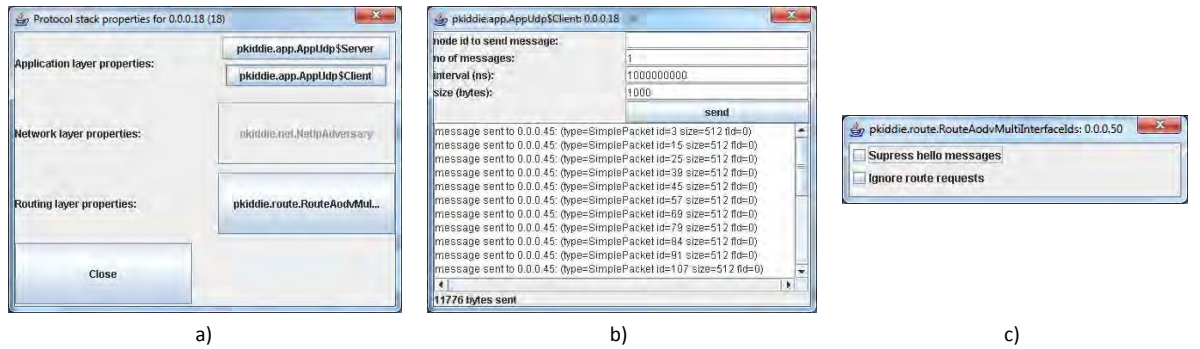 Protocol stack properties for 0.0.0.18 (18)
Application layer properties:
pkiddie.app.AppUdp$Server
pkiddie.app.AppUdp$Client
Network layer properties:
pkiddie.net.NetIpAdversary
Routing layer properties:
pkiddie.route.RouteAodvMul...
Close
a)
pkiddie.app.AppUdp$Client: 0.0.0.18
node id to send message:
no of messages: 1
interval (ns): 1000000000
size (bytes): 1000
send
message sent to 0.0.0.45: (type=SimplePacket id=3 size=512 fId=0)
message sent to 0.0.0.45: (type=SimplePacket id=15 size=512 fId=0)
message sent to 0.0.0.45: (type=SimplePacket id=25 size=512 fId=0)
message sent to 0.0.0.45: (type=SimplePacket id=39 size=512 fId=0)
message sent to 0.0.0.45: (type=SimplePacket id=45 size=512 fId=0)
message sent to 0.0.0.45: (type=SimplePacket id=57 size=512 fId=0)
message sent to 0.0.0.45: (type=SimplePacket id=69 size=512 fId=0)
message sent to 0.0.0.45: (type=SimplePacket id=79 size=512 fId=0)
message sent to 0.0.0.45: (type=SimplePacket id=84 size=512 fId=0)
message sent to 0.0.0.45: (type=SimplePacket id=91 size=512 fId=0)
message sent to 0.0.0.45: (type=SimplePacket id=107 size=512 fId=0)
11776 bytes sent
b)
pkiddie.route.RouteAodvMultiInterfaceIds: 0.0.0.50
Supress hello messages
Ignore route requests
c)